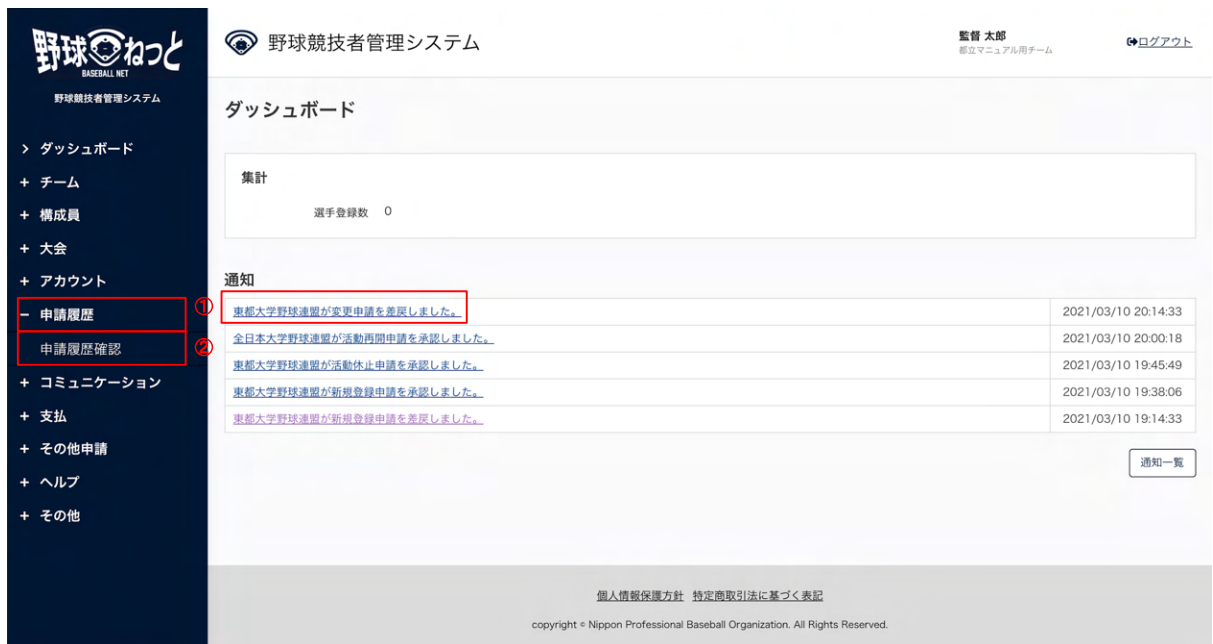 野球ねっと
BASEBALL NET
野球競技者管理システム
> ダッシュボード
+ チーム
+ 構成員
+ 大会
+ アカウント
− 申請履歴
申請履歴確認
+ コミュニケーション
+ 支払
+ その他申請
+ ヘルプ
+ その他
野球競技者管理システム
監督 太郎
都立マニュアル用チーム
ログアウト
ダッシュボード
集計
選手登録数 0
通知
①
東都大学野球連盟が変更申請を差戻しました。 2021/03/10 20:14:33
②
全日本大学野球連盟が活動再開申請を承認しました。 2021/03/10 20:00:18
東都大学野球連盟が活動休止申請を承認しました。 2021/03/10 19:45:49
東都大学野球連盟が新規登録申請を承認しました。 2021/03/10 19:38:06
東都大学野球連盟が新規登録申請を差戻しました。 2021/03/10 19:14:33
通知一覧
個人情報保護方針 特定商取引法に基づく表記
copyright © Nippon Professional Baseball Organization. All Rights Reserved.